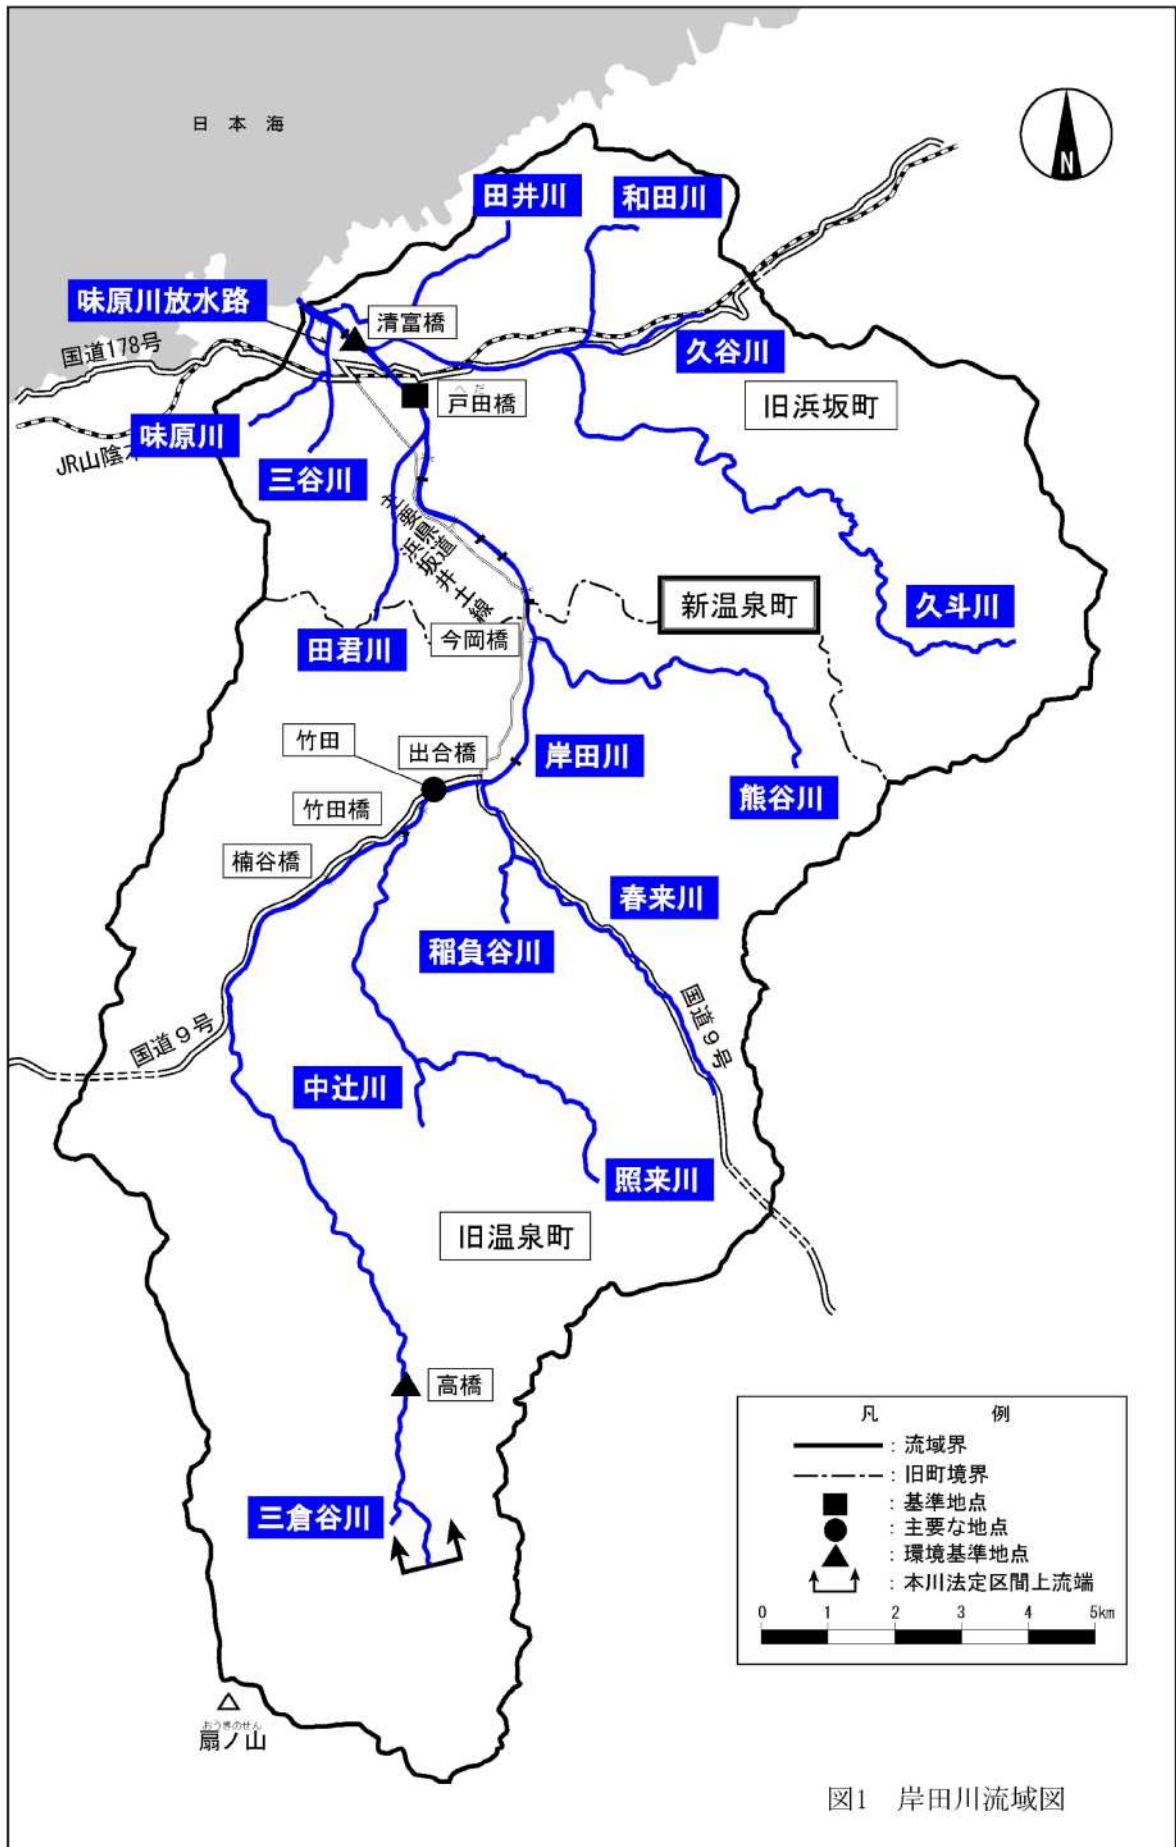 日本海
N
田井川
和田川
味原川放水路
清富橋
国道178号
久谷川
へだ
戸田橋
旧浜坂町
味原川
JR山陰本
三谷川
主要県道
浜坂井土線
新温泉町
久斗川
今岡橋
田君川
竹田
出合橋
岸田川
熊谷川
竹田橋
楠谷橋
春来川
稲負谷川
国道9号
国道9号
中辻川
照来川
旧温泉町
高橋
三倉谷川
凡 例
: 流域界
: 旧町境界
: 基準地点
: 主要な地点
: 環境基準地点
: 本川法定区間上流端
0 1 2 3 4 5km
おうぎのせん
扇ノ山
図1 岸田川流域図